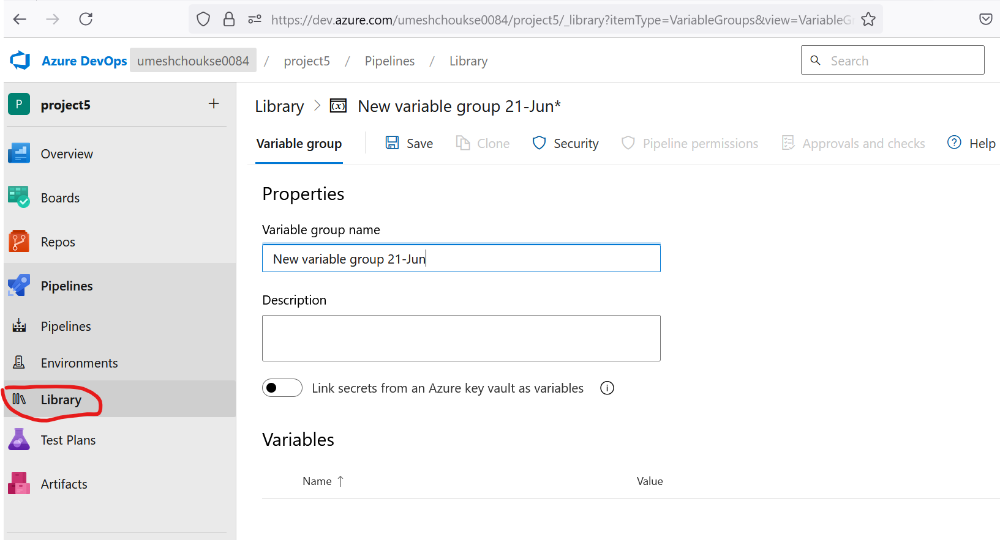 https://dev.azure.com/umeshchoukse0084/project5/_library?itemType=VariableGroups&view=VariableGr
Azure DevOps umeshchoukse0084 / project5 / Pipelines / Library
Search
P project5 +
Overview
Boards
Repos
Pipelines
Pipelines
Environments
Library
Test Plans
Artifacts
Library > (x) New variable group 21-Jun*
Variable group Save Clone Security Pipeline permissions Approvals and checks ? Help
Properties
Variable group name
New variable group 21-Jun
Description
Link secrets from an Azure key vault as variables i
Variables
Name ↑ Value